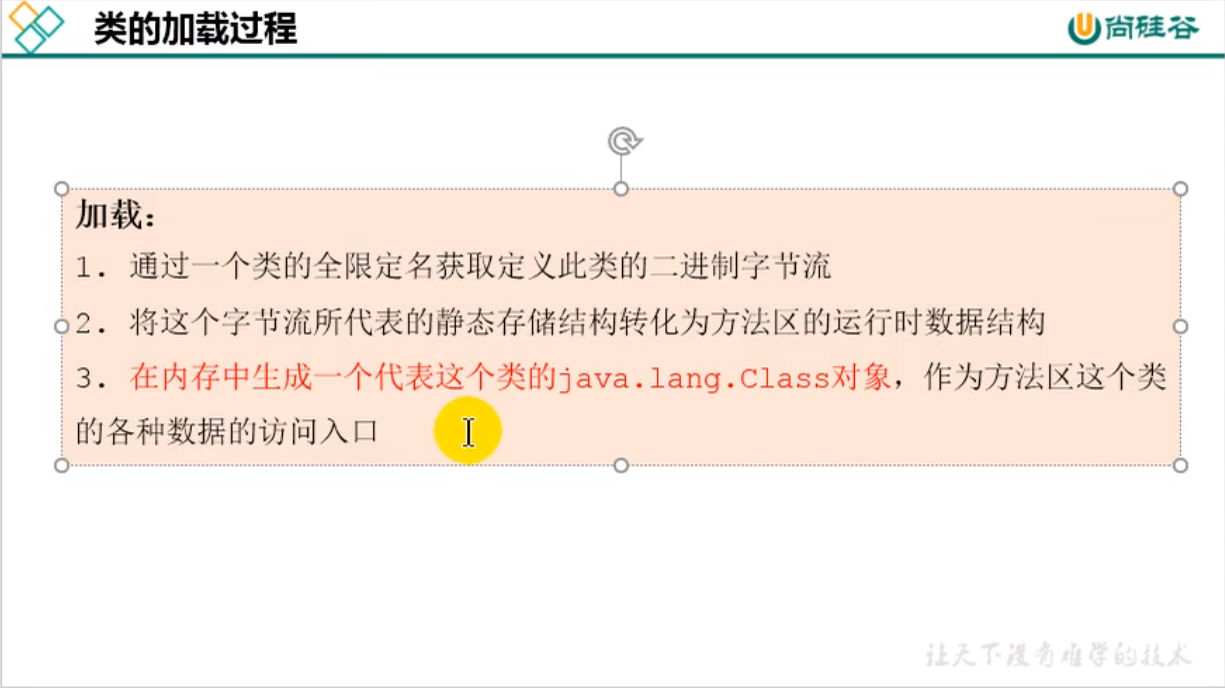 类的加载过程
尚硅谷
加载：
1. 通过一个类的全限定名获取定义此类的二进制字节流
2. 将这个字节流所代表的静态存储结构转化为方法区的运行时数据结构
3. 在内存中生成一个代表这个类的java.lang.Class对象，作为方法区这个类
的各种数据的访问入口
让天下没有难学的技术